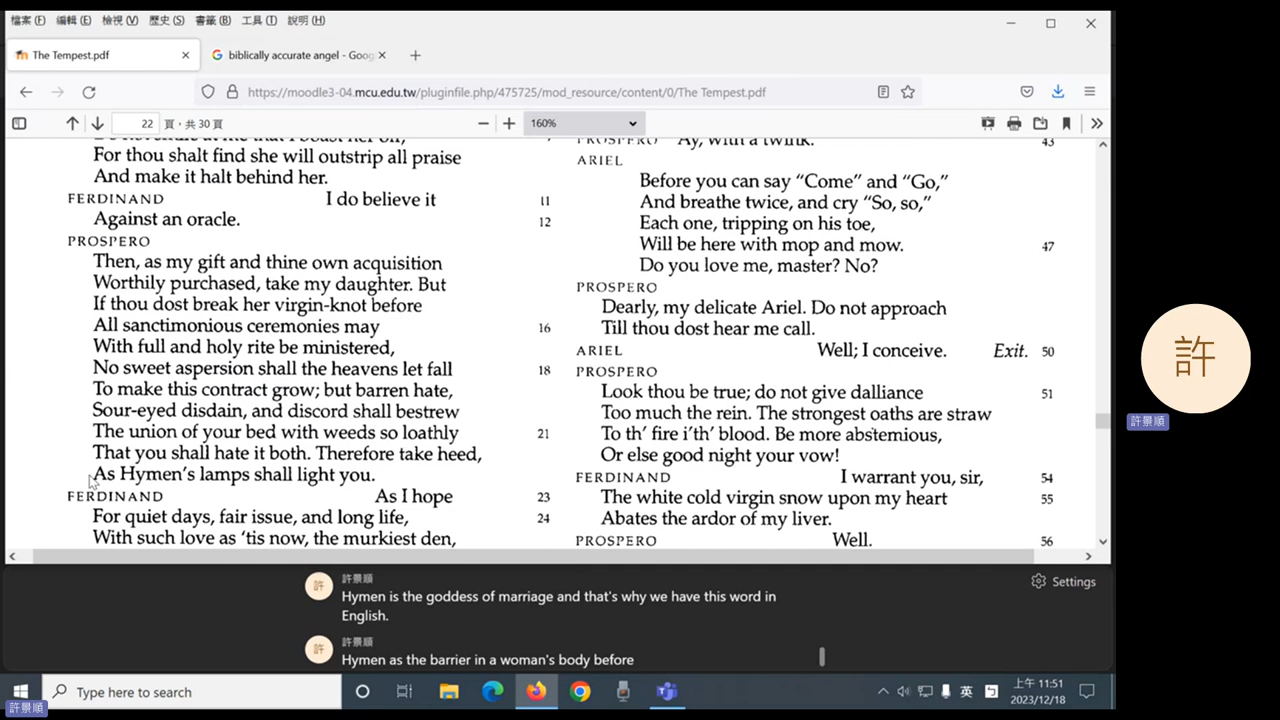 檔案(F) 編輯(E) 檢視(V) 歷史(S) 書籤(B) 工具(T) 說明(H)
The Tempest.pdf
biblically accurate angel - Goog
https://moodle3-04.mcu.edu.tw/pluginfile.php/475725/mod_resource/content/0/The Tempest.pdf
22 頁，共 30 頁
160%
For thou shalt find she will outstrip all praise
And make it halt behind her.
FERDINAND I do believe it 11
Against an oracle. 12
PROSPERO
Then, as my gift and thine own acquisition
Worthily purchased, take my daughter. But
If thou dost break her virgin-knot before
All sanctimonious ceremonies may 16
With full and holy rite be ministered,
No sweet aspersion shall the heavens let fall 18
To make this contract grow; but barren hate,
Sour-eyed disdain, and discord shall bestrew
The union of your bed with weeds so loathly 21
That you shall hate it both. Therefore take heed,
As Hymen's lamps shall light you.
FERDINAND As I hope 23
For quiet days, fair issue, and long life, 24
With such love as 'tis now, the murkiest den,
PROSPERO Ay, with a twink. 43
ARIEL
Before you can say “Come” and “Go,”
And breathe twice, and cry “So, so,”
Each one, tripping on his toe,
Will be here with mop and mow. 47
Do you love me, master? No?
PROSPERO
Dearly, my delicate Ariel. Do not approach
Till thou dost hear me call.
ARIEL Well; I conceive. Exit. 50
PROSPERO
Look thou be true; do not give dalliance 51
Too much the rein. The strongest oaths are straw
To th' fire i'th' blood. Be more abstemious,
Or else good night your vow!
FERDINAND I warrant you, sir, 54
The white cold virgin snow upon my heart 55
Abates the ardor of my liver.
PROSPERO Well. 56
許
許景順
許
許景順
Hymen is the goddess of marriage and that's why we have this word in
English.
許
許景順
Hymen as the barrier in a woman's body before
Settings
Type here to search
英
上午 11:51
2023/12/18
許景順